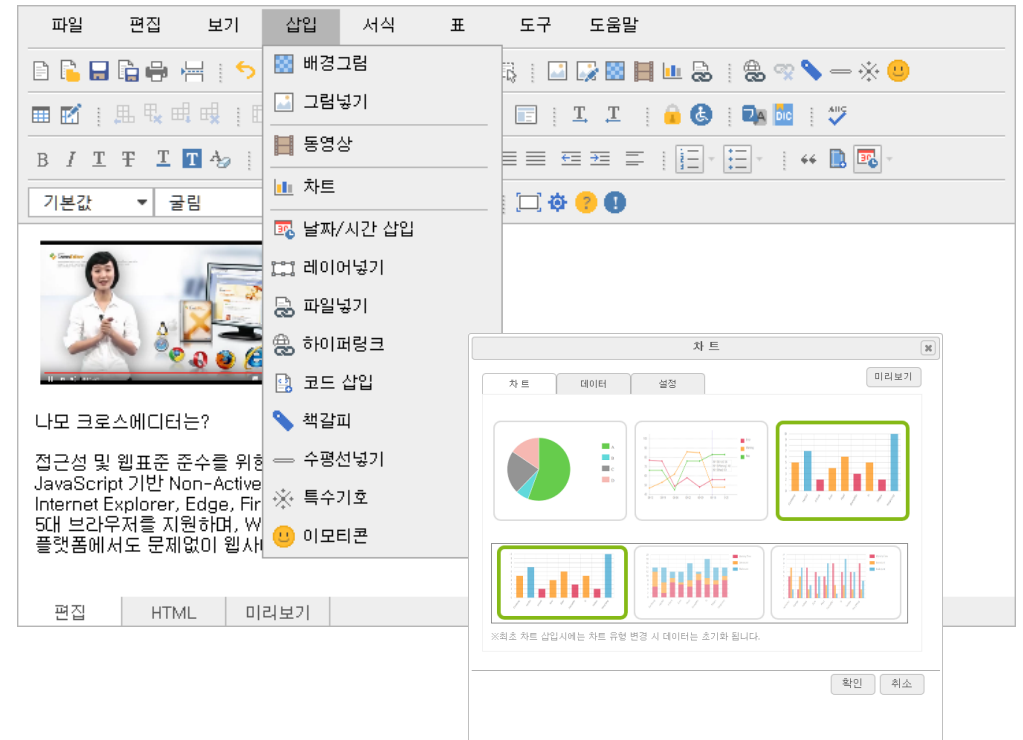 파일 편집 보기 삽입 서식 표 도구 도움말
배경그림
그림넣기
동영상
차트
날짜/시간 삽입
레이어넣기
파일넣기
하이퍼링크
코드 삽입
책갈피
수평선넣기
특수기호
이모티콘
DIC
B I T T T T
기본값 굴림
나모 크로스에디터는?
접근성 및 웹표준 준수를 위
JavaScript 기반 Non-Active
Internet Explorer, Edge, Fir
5대 브라우저를 지원하며, W
플랫폼에서도 문제없이 웹사
편집 HTML 미리보기
차 트
차 트 데이터 설정 미리보기
※최초 차트 삽입시에는 차트 유형 변경 시 데이터는 초기화 됩니다.
확인 취소